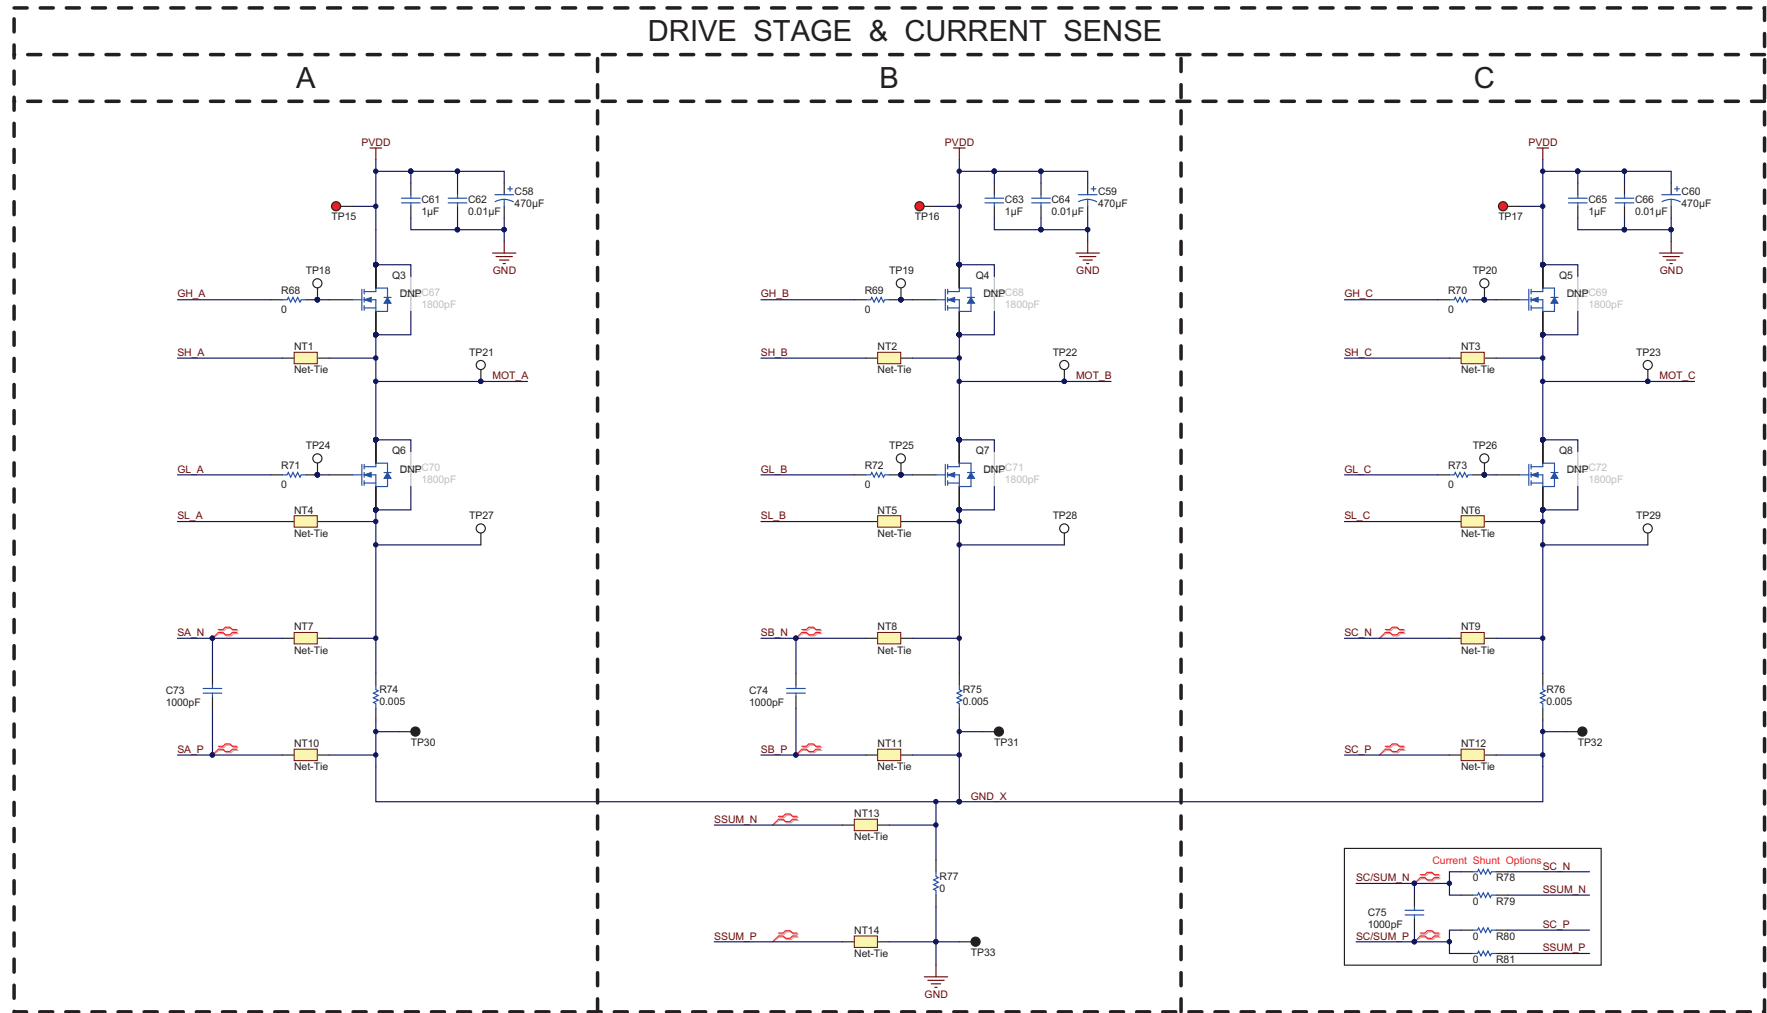 DRIVE STAGE & CURRENT SENSE
A
B
C
PVDD
TP15
C61
1µF
C62
0.01µF
+
C58
470µF
GND
TP18
Q3
GH_A
R68
0
DNP
C67
1800pF
SH_A
NT1
Net-Tie
TP21
MOT_A
TP24
Q6
GL_A
R71
0
DNP
C70
1800pF
SL_A
NT4
Net-Tie
TP27
SA_N
NT7
Net-Tie
C73
1000pF
R74
0.005
TP30
SA_P
NT10
Net-Tie
PVDD
TP16
C63
1µF
C64
0.01µF
+
C59
470µF
GND
TP19
Q4
GH_B
R69
0
DNP
C68
1800pF
SH_B
NT2
Net-Tie
TP22
MOT_B
TP25
Q7
GL_B
R72
0
DNP
C71
1800pF
SL_B
NT5
Net-Tie
TP28
SB_N
NT8
Net-Tie
C74
1000pF
R75
0.005
TP31
SB_P
NT11
Net-Tie
GND_X
SSUM_N
NT13
Net-Tie
R77
0
SSUM_P
NT14
Net-Tie
TP33
GND
PVDD
TP17
C65
1µF
C66
0.01µF
+
C60
470µF
GND
TP20
Q5
GH_C
R70
0
DNP
C69
1800pF
SH_C
NT3
Net-Tie
TP23
MOT_C
TP26
Q8
GL_C
R73
0
DNP
C72
1800pF
SL_C
NT6
Net-Tie
TP29
SC_N
NT9
Net-Tie
R76
0.005
TP32
SC_P
NT12
Net-Tie
Current Shunt Options
SC_N
SC/SUM_N
0 R78
SSUM_N
0 R79
C75
1000pF
SC_P
SC/SUM_P
0 R80
SSUM_P
0 R81